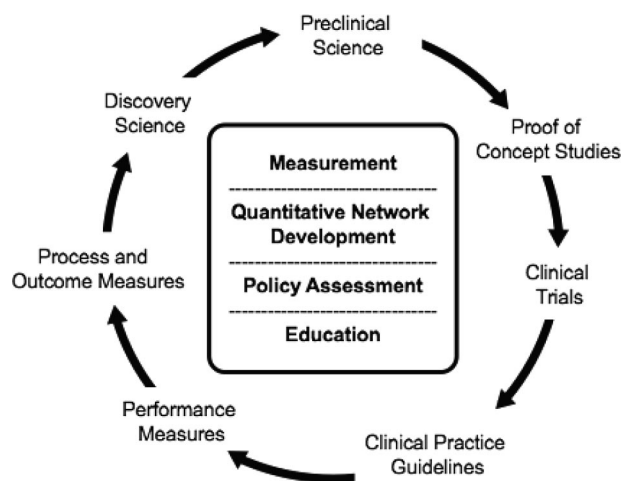 Preclinical
Science
Discovery
Science
Proof of
Concept Studies
Measurement
Quantitative Network
Development
Process and
Outcome Measures
Policy Assessment
Clinical
Trials
Education
Performance
Measures
Clinical Practice
Guidelines